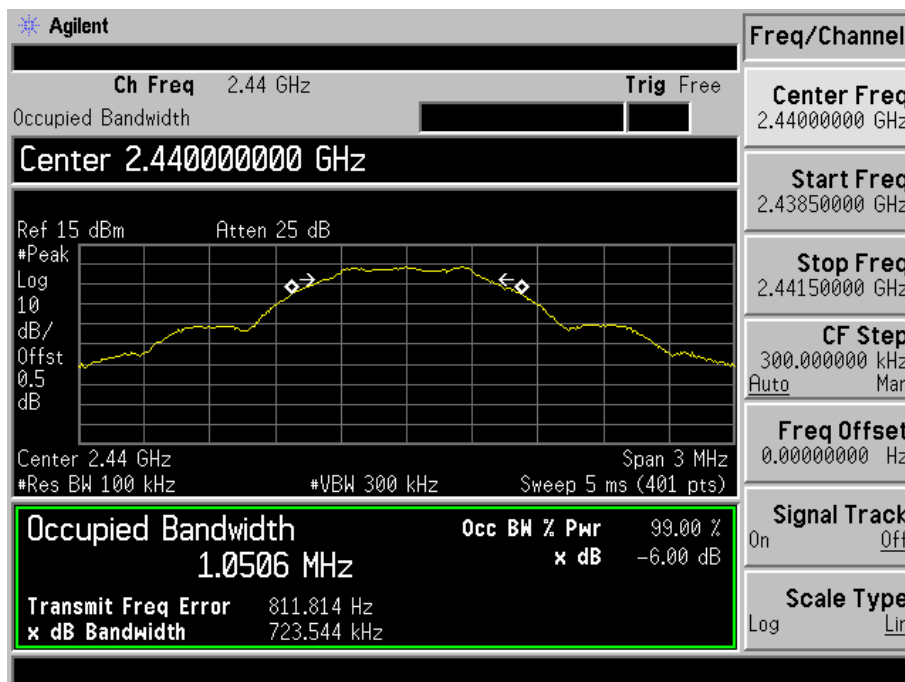 Agilent
Freq/Channel
Ch Freq 2.44 GHz Trig Free
Occupied Bandwidth
Center 2.440000000 GHz
Center Freq
2.44000000 GHz
Start Freq
2.43850000 GHz
Stop Freq
2.44150000 GHz
CF Step
300.000000 kHz
Auto Man
Freq Offset
0.00000000 Hz
Signal Track
On Off
Scale Type
Log Lin
Ref 15 dBm Atten 25 dB
#Peak
Log
10
dB/
Offst
0.5
dB
Center 2.44 GHz Span 3 MHz
#Res BW 100 kHz #VBW 300 kHz Sweep 5 ms (401 pts)
Occupied Bandwidth Occ BW % Pwr 99.00 %
1.0506 MHz x dB -6.00 dB
Transmit Freq Error 811.814 Hz
x dB Bandwidth 723.544 kHz